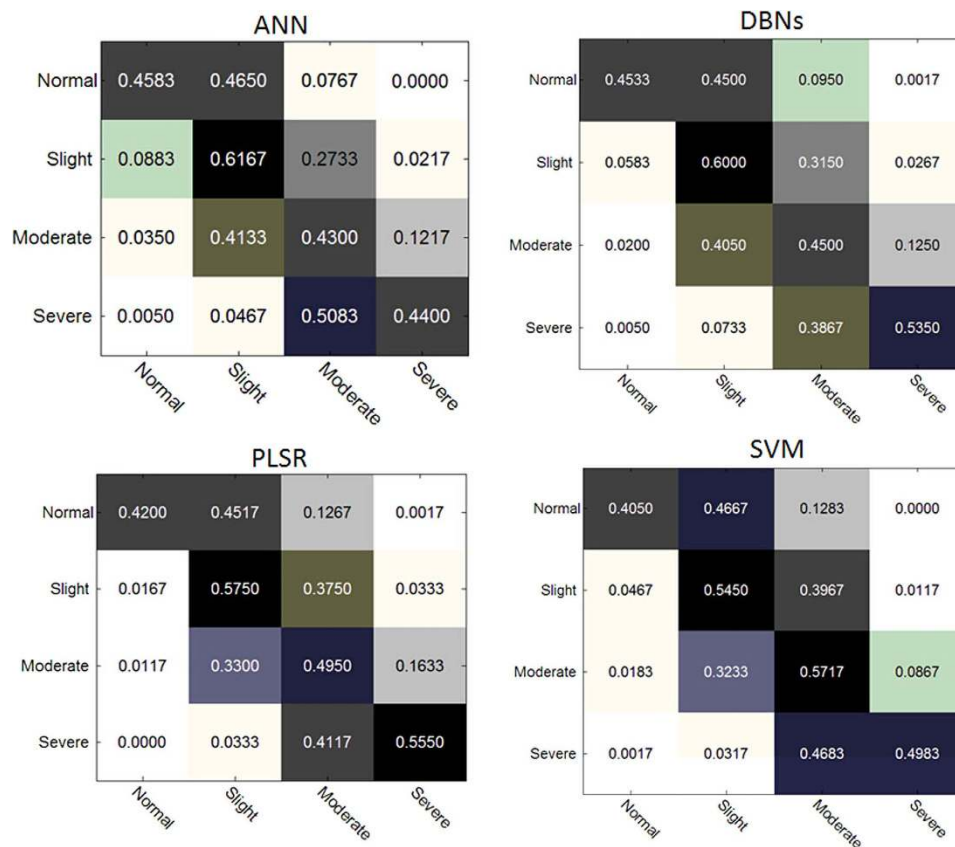 ANN
Normal 0.4583 0.4650 0.0767 0.0000
Slight 0.0883 0.6167 0.2733 0.0217
Moderate 0.0350 0.4133 0.4300 0.1217
Severe 0.0050 0.0467 0.5083 0.4400
Normal Slight Moderate Severe
DBNs
Normal 0.4533 0.4500 0.0950 0.0017
Slight 0.0583 0.6000 0.3150 0.0267
Moderate 0.0200 0.4050 0.4500 0.1250
Severe 0.0050 0.0733 0.3867 0.5350
Normal Slight Moderate Severe
PLSR
Normal 0.4200 0.4517 0.1267 0.0017
Slight 0.0167 0.5750 0.3750 0.0333
Moderate 0.0117 0.3300 0.4950 0.1633
Severe 0.0000 0.0333 0.4117 0.5550
Normal Slight Moderate Severe
SVM
Normal 0.4050 0.4667 0.1283 0.0000
Slight 0.0467 0.5450 0.3967 0.0117
Moderate 0.0183 0.3233 0.5717 0.0867
Severe 0.0017 0.0317 0.4683 0.4983
Normal Slight Moderate Severe